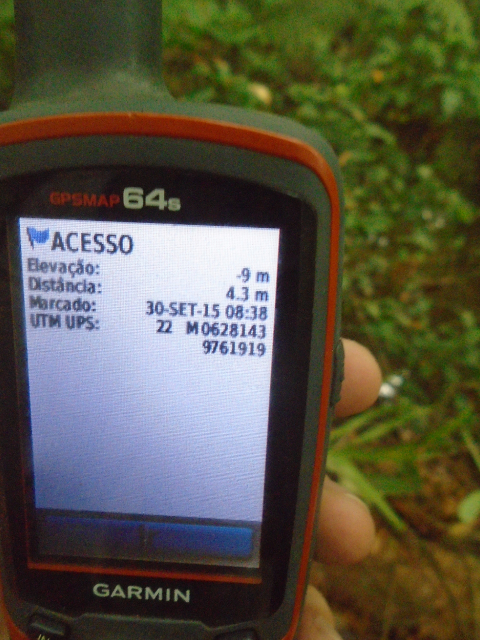 GPSMAP 64s
ACESSO
Elevação: -9 m
Distância: 4.3 m
Marcado: 30-SET-15 08:38
UTM UPS: 22 M 0628143
9761919
GARMIN